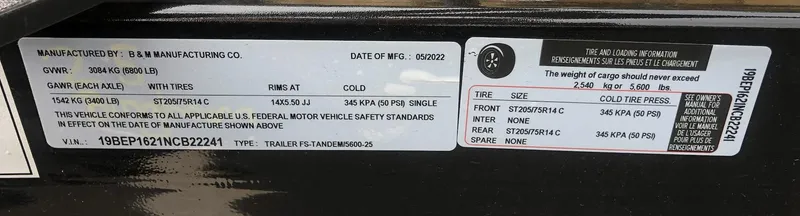 MANUFACTURED BY: B & M MANUFACTURING CO. DATE OF MFG.: 05/2022
GVWR: 3084 KG (6800 LB)
GAWR (EACH AXLE) WITH TIRES RIMS AT COLD
1542 KG (3400 LB) ST205/75R14 C 14X5.50 JJ 345 KPA (50 PSI) SINGLE
THIS VEHICLE CONFORMS TO ALL APPLICABLE U.S. FEDERAL MOTOR VEHICLE SAFETY STANDARDS
IN EFFECT ON THE DATE OF MANUFACTURE SHOWN ABOVE
V.I.N.: 19BEP1621NCB22241 TYPE: TRAILER FS-TANDEM/5600-25
TIRE AND LOADING INFORMATION
RENSEIGNEMENTS SUR LES PNEUS ET LE CHARGEMENT
The weight of cargo should never exceed
2,540 kg or 5,600 lbs.
TIRE SIZE COLD TIRE PRESS.
FRONT ST205/75R14 C 345 KPA (50 PSI)
INTER NONE
REAR ST205/75R14 C 345 KPA (50 PSI)
SPARE NONE
SEE OWNER'S
MANUAL FOR
ADDITIONAL
INFORMATION
VOIR LE MANUEL
DE L'USAGER
POUR PLUS DE
RENSEIGNEMENTS
19BEP1621NCB22241